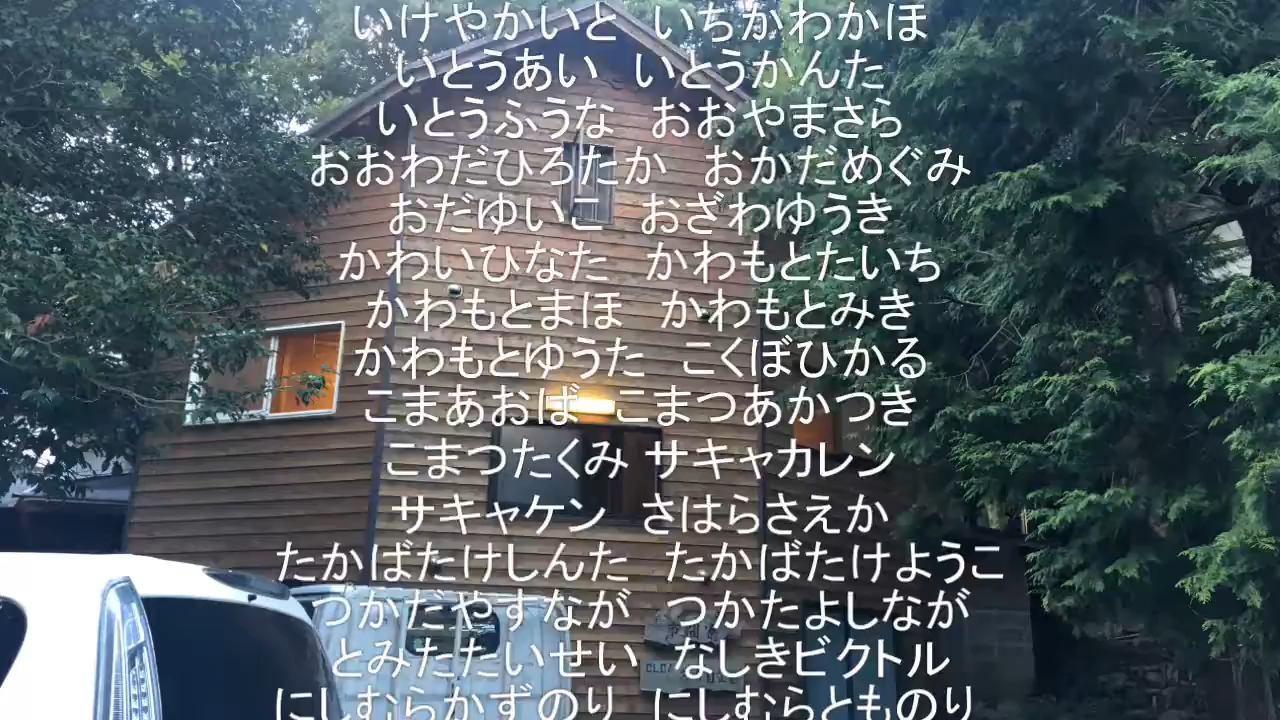 いけやかいと いちかわかほ
いとうあい いとうかんた
いとうふうな おおやまさら
おおわだひろたか おかだめぐみ
おだゆいこ おざわゆうき
かわいひなた かわもとたいち
かわもとまほ かわもとみき
かわもとゆうた こくぼひかる
こまあおば こまつあかつき
こまつたくみ サキャカレン
サキャケン さはらさえか
たかばたけしんた たかばたけようこ
つかだやすなが つかたよしなが
とみたたいせい なしきビクトル
にしむらかずのり にしむらとものり